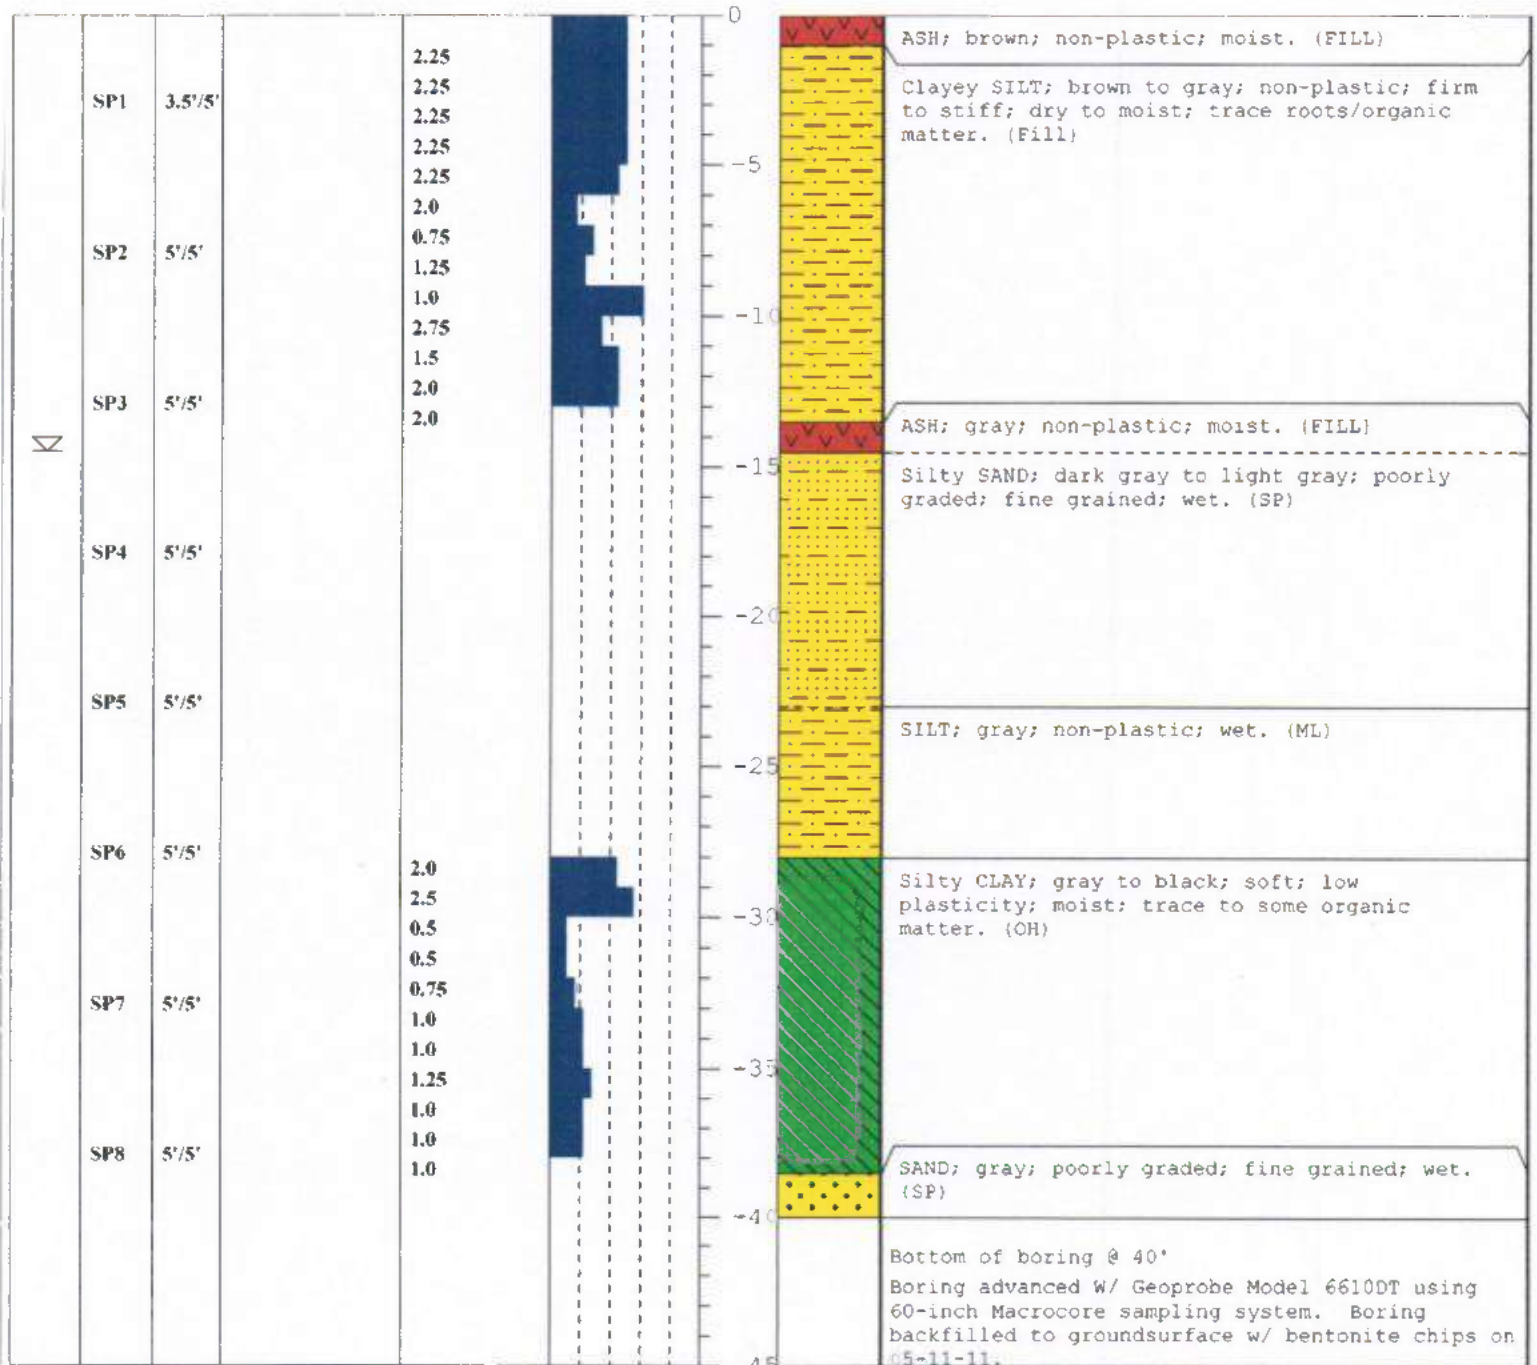 0
ASH; brown; non-plastic; moist. (FILL)
2.25
Clayey SILT; brown to gray; non-plastic; firm
SP1 3.5'/5' 2.25
to stiff; dry to moist; trace roots/organic
2.25
matter. (Fill)
2.25
-5
2.25
2.0
0.75
SP2 5'/5'
1.25
1.0
-10
2.75
1.5
2.0
SP3 5'/5'
2.0
ASH; gray; non-plastic; moist. (FILL)
-15
Silty SAND; dark gray to light gray; poorly
graded; fine grained; wet. (SP)
SP4 5'/5'
-20
SP5 5'/5'
SILT; gray; non-plastic; wet. (ML)
-25
SP6 5'/5'
2.0
Silty CLAY; gray to black; soft; low
2.5
plasticity; moist; trace to some organic
-30
0.5
matter. (OH)
0.5
0.75
SP7 5'/5'
1.0
1.0
-35
1.25
1.0
1.0
SP8 5'/5'
1.0
SAND; gray; poorly graded; fine grained; wet.
(SP)
-40
Bottom of boring @ 40'
Boring advanced W/ Geoprobe Model 6610DT using
60-inch Macrocore sampling system. Boring
backfilled to groundsurface w/ bentonite chips on
05-11-11.
-45